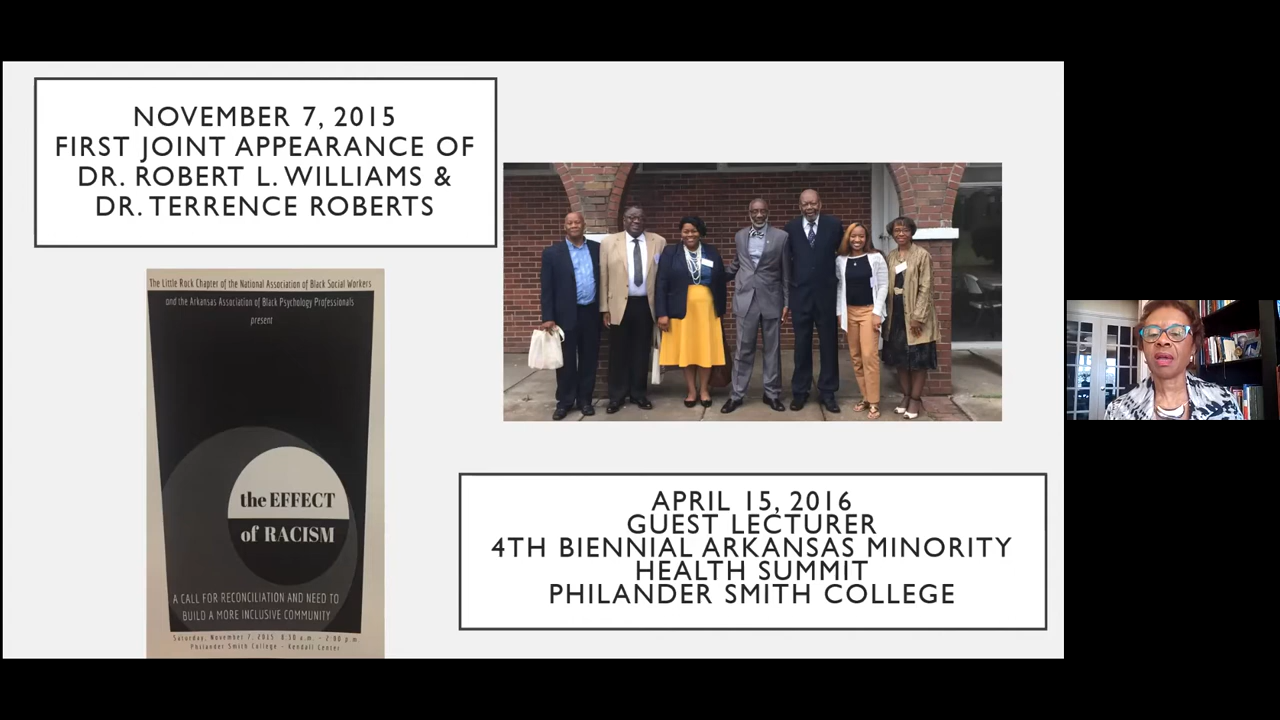 NOVEMBER 7, 2015
FIRST JOINT APPEARANCE OF
DR. ROBERT L. WILLIAMS &
DR. TERRENCE ROBERTS
The Little Rock Chapter of the National Association of Black Social Workers
and the Arkansas Association of Black Psychology Professionals
present
the EFFECT
of RACISM
A CALL FOR RECONCILIATION AND NEED TO
BUILD A MORE INCLUSIVE COMMUNITY
Saturday, November 7, 2015 8:30 a.m. - 2:00 p.m.
Philander Smith College - Kendall Center
APRIL 15, 2016
GUEST LECTURER
4TH BIENNIAL ARKANSAS MINORITY
HEALTH SUMMIT
PHILANDER SMITH COLLEGE